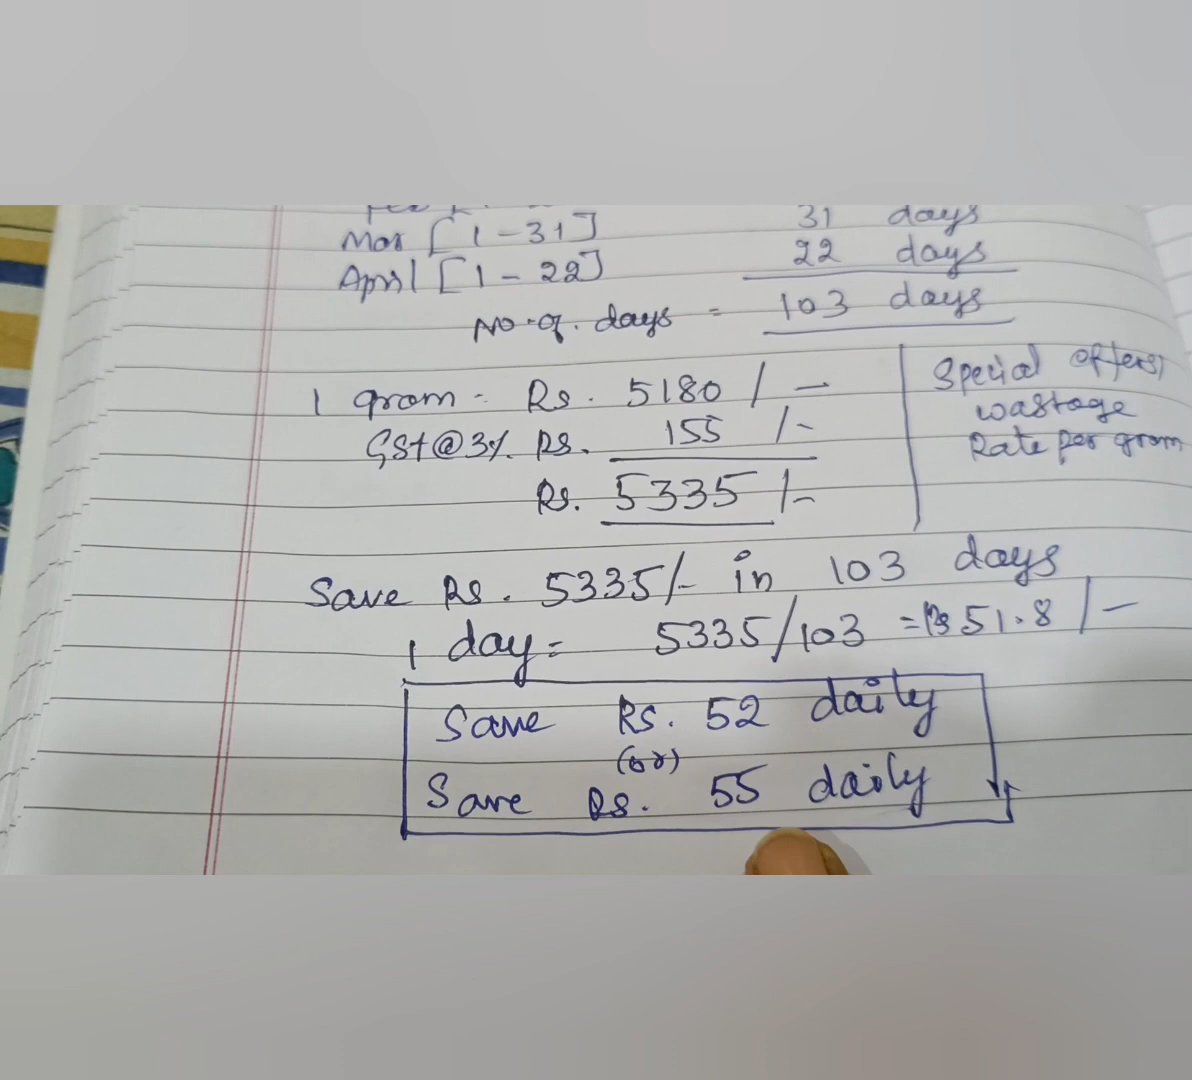 Mar [1-31] 31 days
April [1-22] 22 days
No. of. days = 103 days
1 gram - Rs. 5180/-
GSt@3%. Rs. 155/-
Rs. 5335/-
Special offers,
wastage
Rate per gram
Save Rs. 5335/- in 103 days
1 day = 5335/103 = Rs 51.8/-
Save Rs. 52 daily
(or)
Save Rs. 55 daily